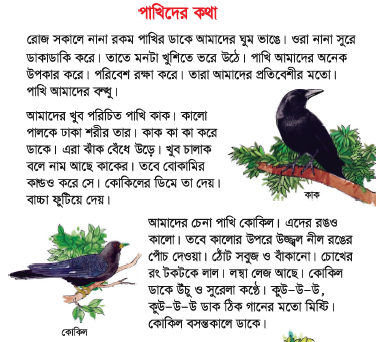 পাখিদের কথা
রোজ সকালে নানা রকম পাখির ডাকে আমাদের ঘুম ভাঙে। ওরা নানা সুরে
ডাকাডাকি করে। তাতে মনটা খুশিতে ভরে উঠে। পাখি আমাদের অনেক
উপকার করে। পরিবেশ রক্ষা করে। তারা আমাদের প্রতিবেশীর মতো।
পাখি আমাদের বন্ধু।
আমাদের খুব পরিচিত পাখি কাক। কালো
পালকে ঢাকা শরীর তার। কাক কা কা করে
ডাকে। এরা ঝাঁক বেঁধে উড়ে। খুব চালাক
বলে নাম আছে কাকের। তবে বোকামির
কাণ্ডও করে সে। কোকিলের ডিমে তা দেয়।
বাচ্চা ফুটিয়ে দেয়।
কাক
আমাদের চেনা পাখি কোকিল। এদের রঙও
কালো। তবে কালোর উপরে উজ্জ্বল নীল রঙের
পোঁচ দেওয়া। ঠোঁট সবুজ ও বাঁকানো। চোখের
রং টকটকে লাল। লম্বা লেজ আছে। কোকিল
ডাকে উঁচু ও সুরেলা কণ্ঠে। কূউ-উ-উ,
কূউ-উ-উ ডাক ঠিক গানের মতো মিষ্টি।
কোকিল বসন্তকালে ডাকে।
কোকিল